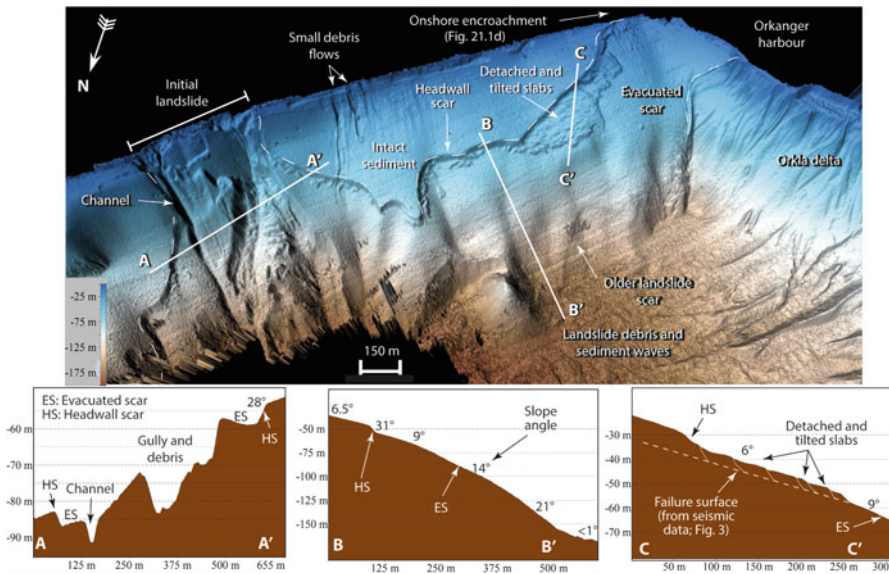 Onshore encroachment
(Fig. 21.1d)
Orkanger
harbour
Small debris
flows
C
Detached and
tilted slabs
Initial
landslide
N
Headwall
scar
Evacuated
scar
B
A'
Intact
sediment
Orkla delta
C'
Channel
A
Older landslide
scar
B'
-25 m
-75 m
-125 m
-175 m
150 m
Landslide debris and
sediment waves
ES: Evacuated scar
HS: Headwall scar
28°
ES
HS
-60 m
Gully and
debris
-70 m
HS
Channel
-80 m
ES
-90 m
A
A'
125 m
250 m
375 m
655 m
6.5°
31°
9°
Slope
angle
-50 m
-75 m
HS
14°
-100 m
ES
-125 m
21°
-150 m
<1°
B
B'
125 m
250 m
375 m
500 m
HS
Detached and
tilted slabs
-30 m
6°
-40 m
-50 m
Failure surface
(from seismic
data; Fig. 3)
9°
-60 m
ES
-70 m
C
C'
50 m
100 m
150 m
200 m
250 m
300 m